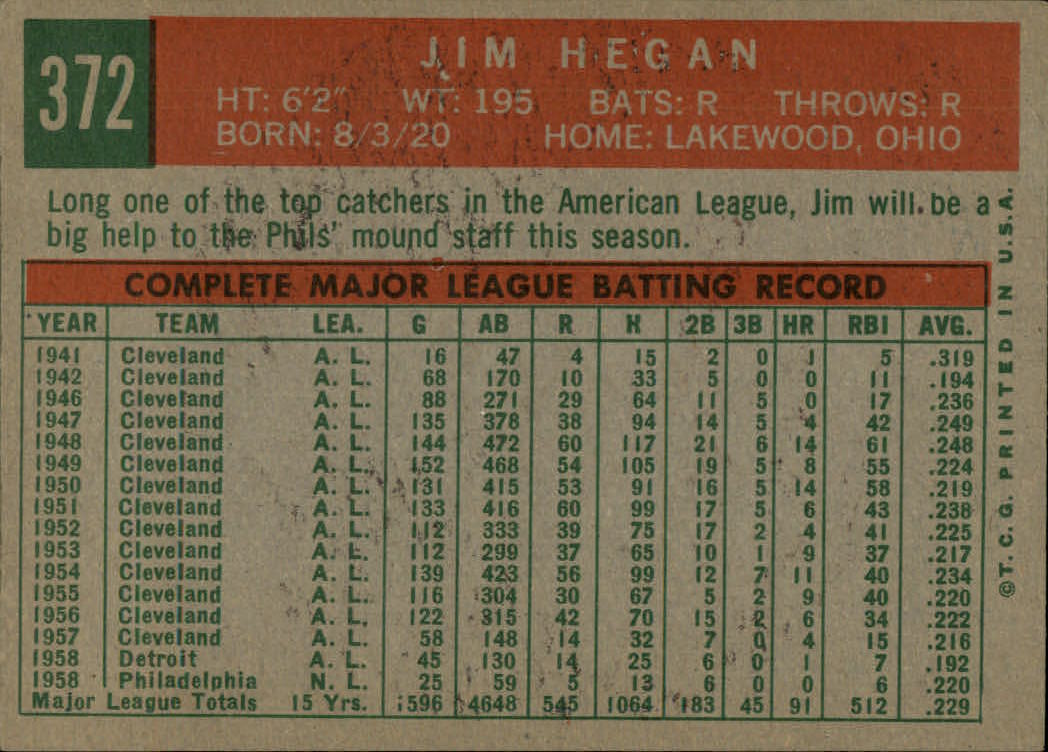 372
JIM HEGAN
HT: 6'2" WT: 195 BATS: R THROWS: R
BORN: 8/3/20 HOME: LAKEWOOD, OHIO
Long one of the top catchers in the American League, Jim will be a
big help to the Phils' mound staff this season.
COMPLETE MAJOR LEAGUE BATTING RECORD
YEAR TEAM LEA. G AB R H 2B 3B HR RBI AVG.
1941 Cleveland A. L. 16 47 4 15 2 0 1 5 .319
1942 Cleveland A. L. 68 170 10 33 5 0 0 11 .194
1946 Cleveland A. L. 88 271 29 64 11 5 0 17 .236
1947 Cleveland A. L. 135 378 38 94 14 5 4 42 .249
1948 Cleveland A. L. 144 472 60 117 21 6 14 61 .248
1949 Cleveland A. L. 152 468 54 105 19 5 8 55 .224
1950 Cleveland A. L. 131 415 53 91 16 5 14 58 .219
1951 Cleveland A. L. 133 416 60 99 17 5 6 43 .238
1952 Cleveland A. L. 112 333 39 75 17 2 4 41 .225
1953 Cleveland A. L. 112 299 37 65 10 1 9 37 .217
1954 Cleveland A. L. 139 423 56 99 12 7 11 40 .234
1955 Cleveland A. L. 116 304 30 67 5 2 9 40 .220
1956 Cleveland A. L. 122 315 42 70 15 2 6 34 .222
1957 Cleveland A. L. 58 148 14 32 7 0 4 15 .216
1958 Detroit A. L. 45 130 14 25 6 0 1 7 .192
1958 Philadelphia N. L. 25 59 5 13 6 0 0 6 .220
Major League Totals 15 Yrs. 1596 4648 545 1064 183 45 91 512 .229
©T.C.G. PRINTED IN U.S.A.